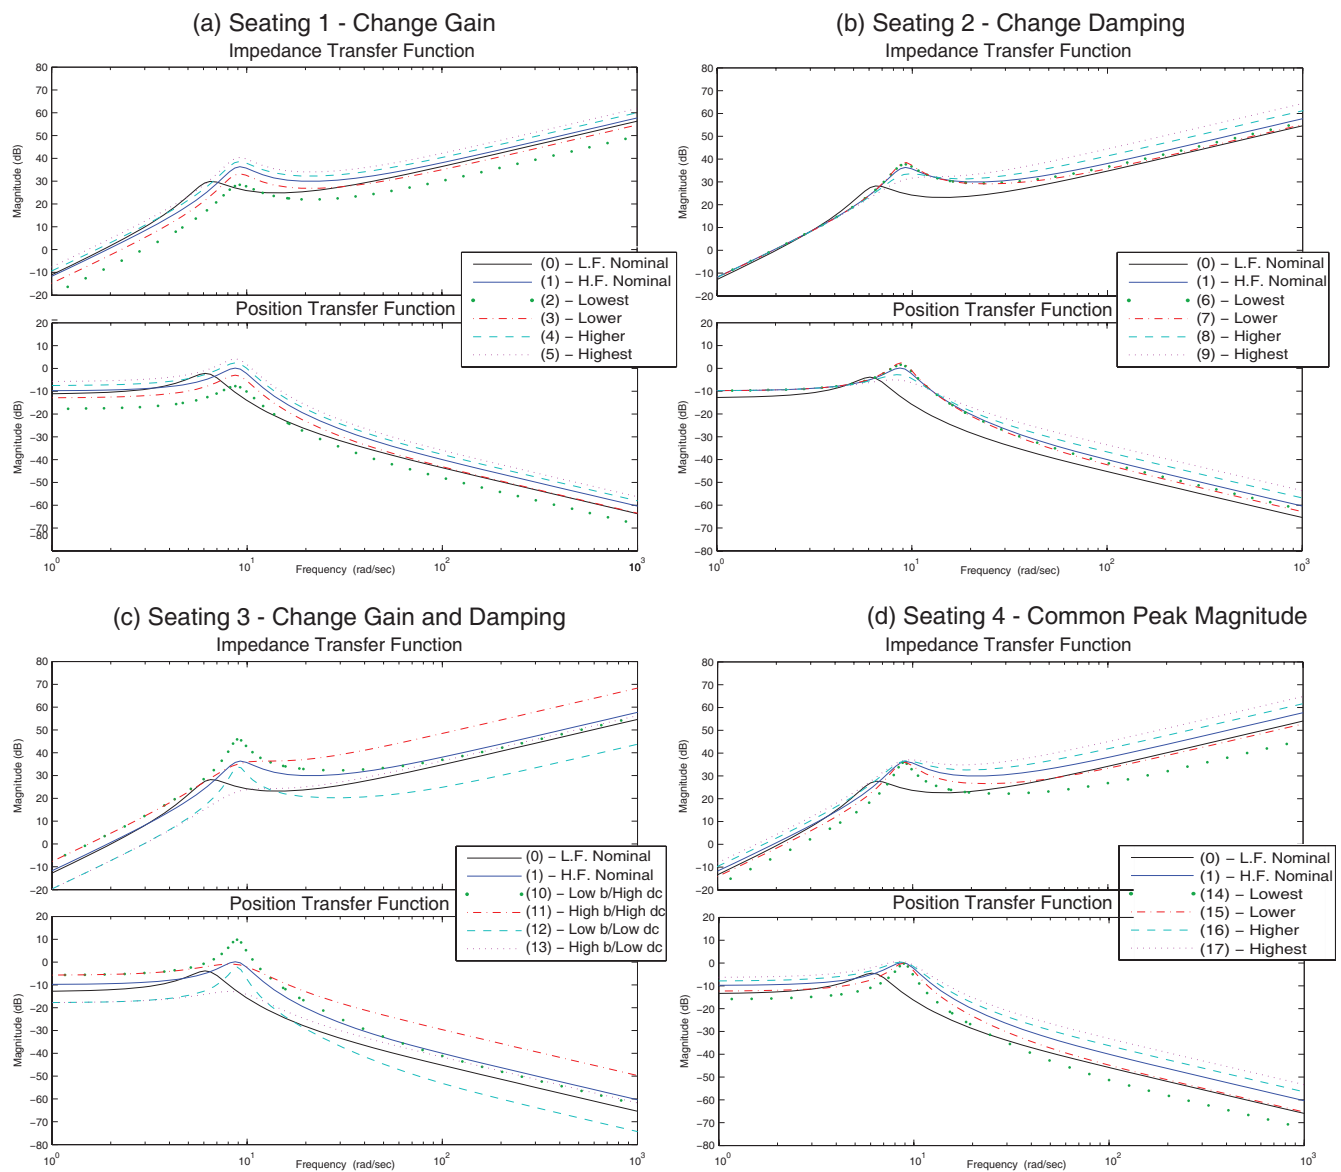 (a) Seating 1 - Change Gain
Impedance Transfer Function
80
70
60
50
40
30
20
10
0
−10
−20
Magnitude (dB)
(0) − L.F. Nominal
(1) − H.F. Nominal
(2) − Lowest
(3) − Lower
(4) − Higher
(5) − Highest
Position Transfer Function
20
10
0
−10
−20
−30
−40
−50
−60
−70
−80
−80
Magnitude (dB)
10^0
10^1
10^2
10^3
Frequency (rad/sec)
(b) Seating 2 - Change Damping
Impedance Transfer Function
80
70
60
50
40
30
20
10
0
−10
−20
Magnitude (dB)
(0) − L.F. Nominal
(1) − H.F. Nominal
(6) − Lowest
(7) − Lower
(8) − Higher
(9) − Highest
Position Transfer Function
20
10
0
−10
−20
−30
−40
−50
−60
−70
−80
Magnitude (dB)
10^0
10^1
10^2
10^3
Frequency (rad/sec)
(c) Seating 3 - Change Gain and Damping
Impedance Transfer Function
80
70
60
50
40
30
20
10
0
−10
−20
Magnitude (dB)
(0) − L.F. Nominal
(1) − H.F. Nominal
(10) − Low b/High dc
(11) − High b/High dc
(12) − Low b/Low dc
(13) − High b/Low dc
Position Transfer Function
20
10
0
−10
−20
−30
−40
−50
−60
−70
−80
Magnitude (dB)
10^0
10^1
10^2
10^3
Frequency (rad/sec)
(d) Seating 4 - Common Peak Magnitude
Impedance Transfer Function
80
70
60
50
40
30
20
10
0
−10
−20
Magnitude (dB)
(0) − L.F. Nominal
(1) − H.F. Nominal
(14) − Lowest
(15) − Lower
(16) − Higher
(17) − Highest
Position Transfer Function
20
10
0
−10
−20
−30
−40
−50
−60
−70
−80
Magnitude (dB)
10^0
10^1
10^2
10^3
Frequency (rad/sec)